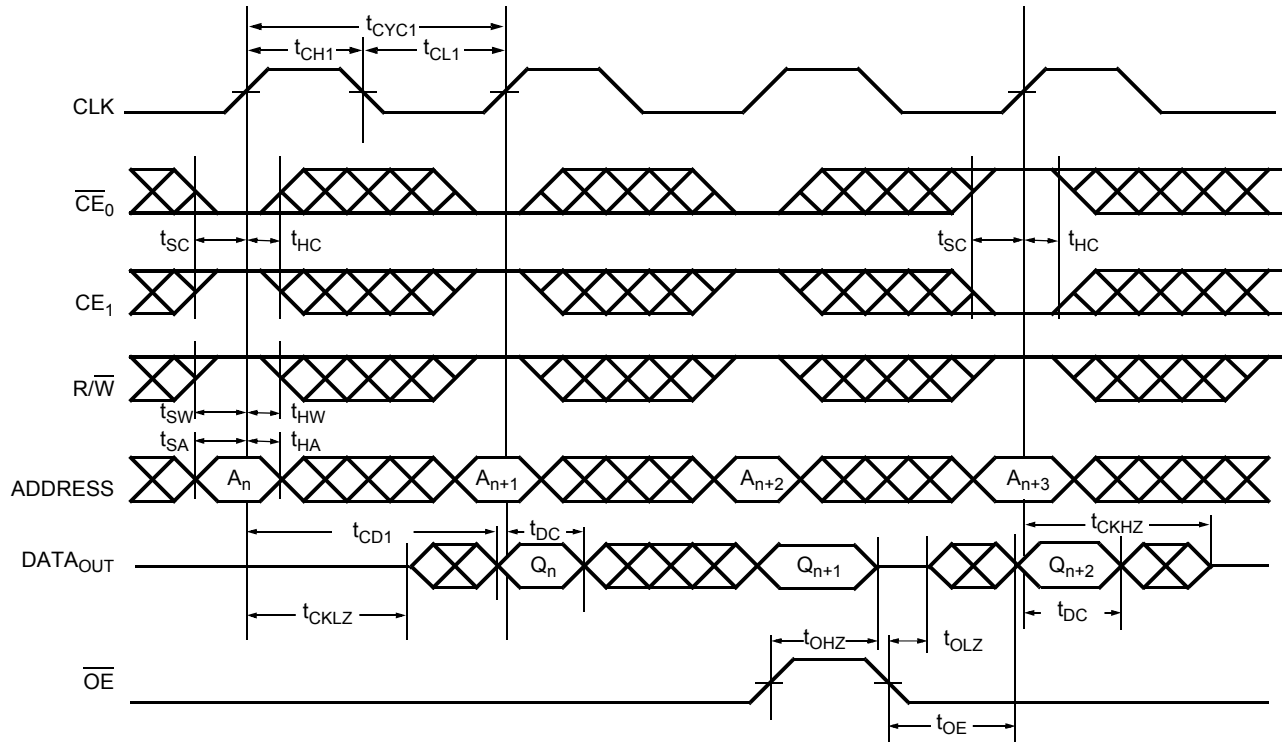 tCYC1
tCH1
tCL1
CLK
CE0
tSC
tHC
tSC
tHC
CE1
R/W
tSW
tHW
tSA
tHA
ADDRESS
An
An+1
An+2
An+3
tCD1
tDC
tCKHZ
DATAOUT
Qn
Qn+1
Qn+2
tCKLZ
tDC
tOHZ
tOLZ
OE
tOE